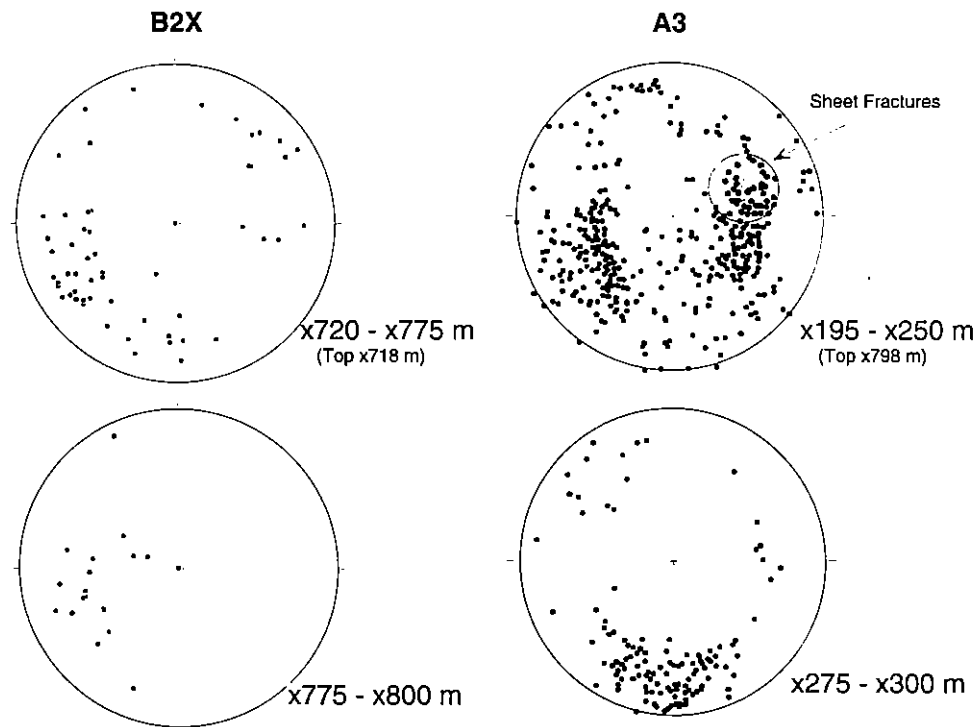 B2X
A3
Sheet Fractures
x720 - x775 m
(Top x718 m)
x195 - x250 m
(Top x798 m)
x775 - x800 m
x275 - x300 m